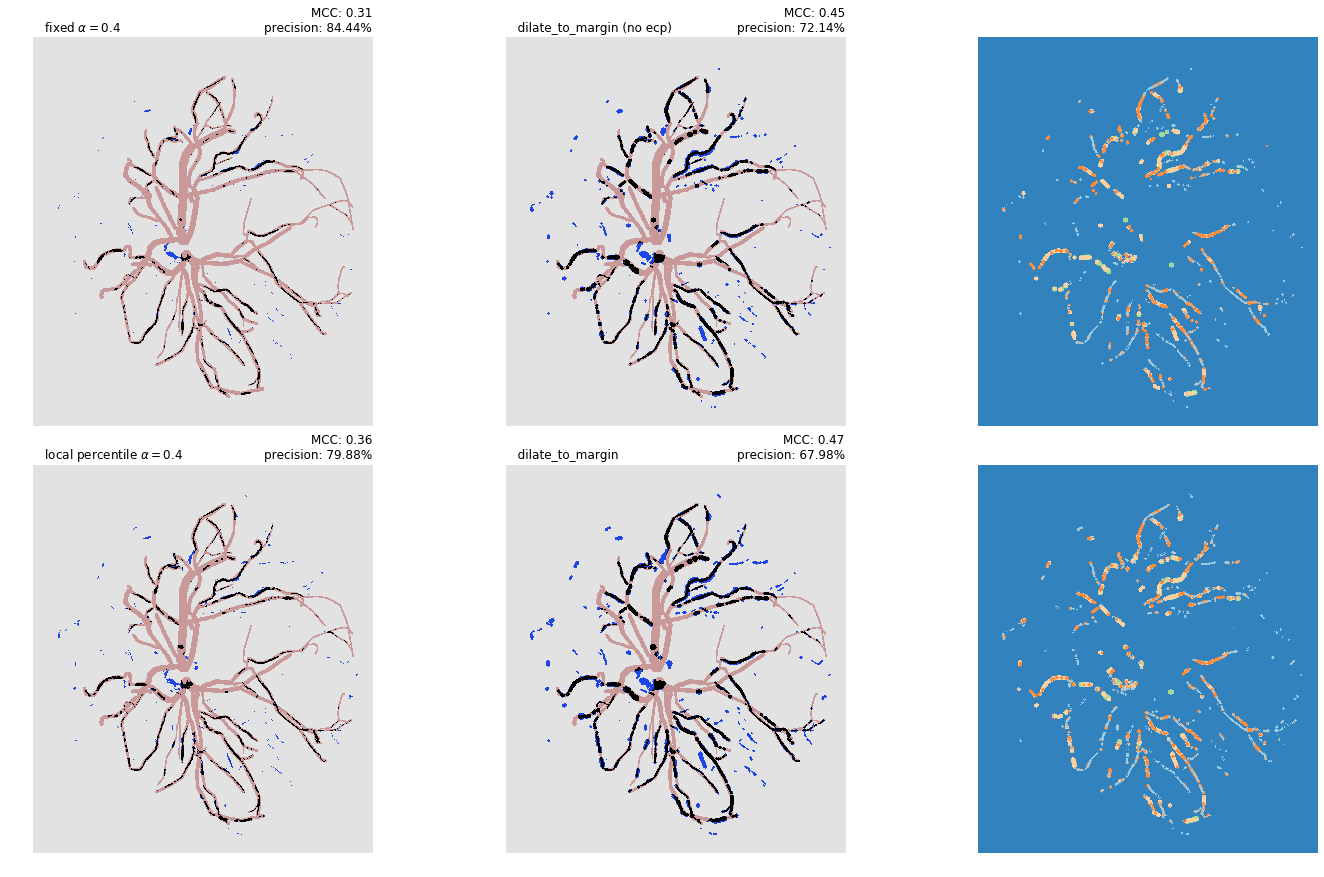 MCC: 0.31
fixed α = 0.4 precision: 84.44%
MCC: 0.45
dilate_to_margin (no ecp) precision: 72.14%
MCC: 0.36
local percentile α = 0.4 precision: 79.88%
MCC: 0.47
dilate_to_margin precision: 67.98%